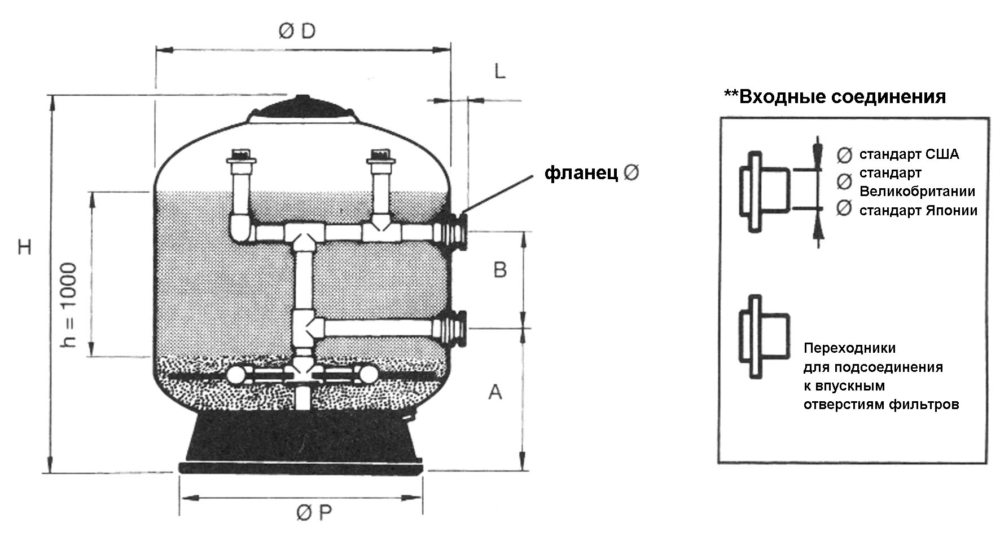 Ø D
L
**Входные соединения
H
h = 1000
фланец Ø
B
A
Ø P
Ø стандарт США
стандарт
Ø
Великобритании
Ø стандарт Японии
Переходники
для подсоединения
к впускным
отверстиям фильтров